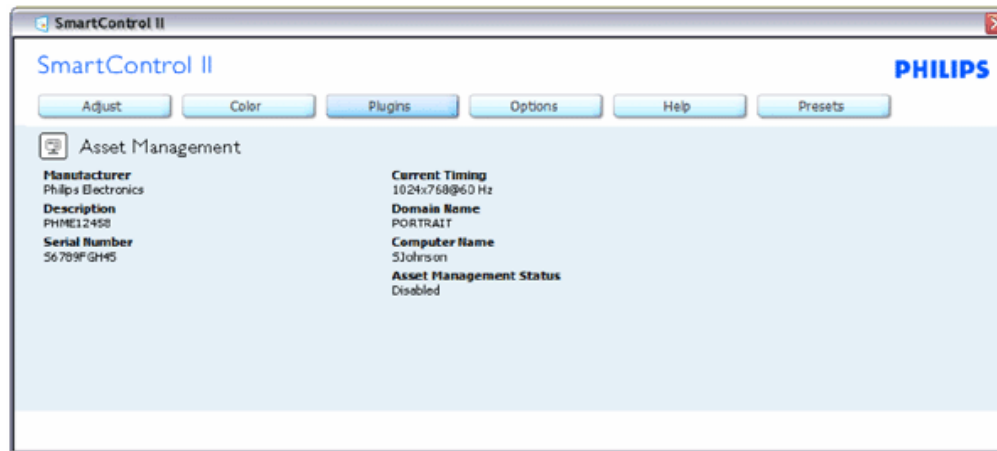 SmartControl II
SmartControl II
PHILIPS
Adjust Color Plugins Options Help Presets
Asset Management
Manufacturer
Philips Electronics
Description
PHME12458
Serial Number
56789FGH45
Current Timing
1024x768@60 Hz
Domain Name
PORTRAIT
Computer Name
SJohnson
Asset Management Status
Disabled